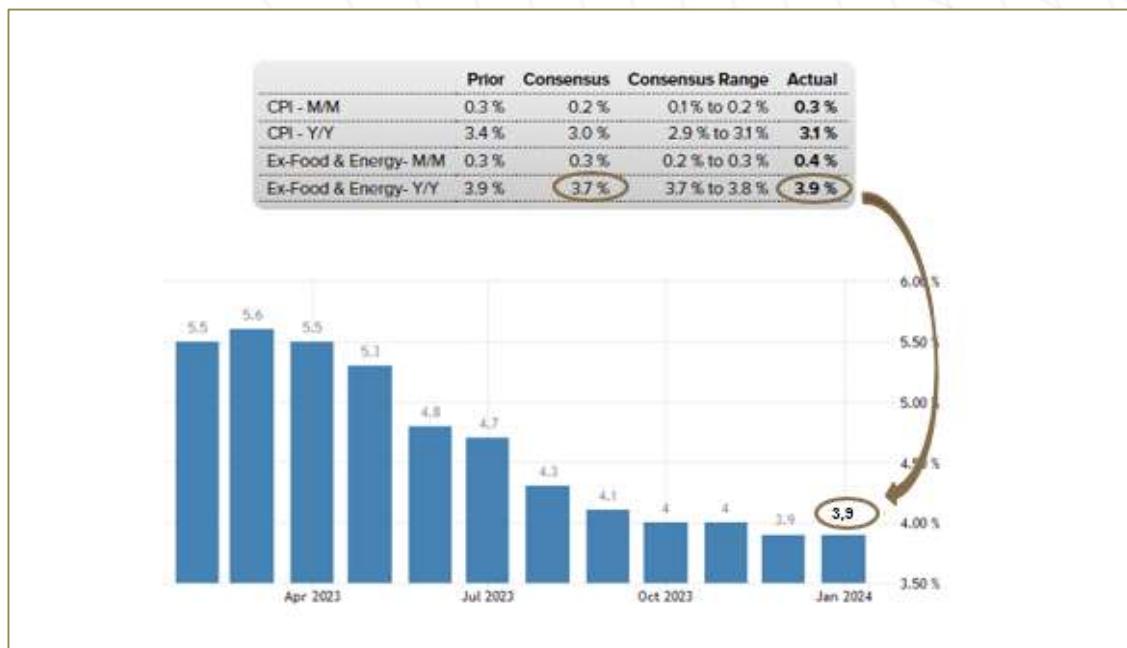 Prior Consensus Consensus Range Actual
CPI - M/M 0.3 % 0.2 % 0.1 % to 0.2 % 0.3 %
CPI - Y/Y 3.4 % 3.0 % 2.9 % to 3.1 % 3.1 %
Ex-Food & Energy- M/M 0.3 % 0.3 % 0.2 % to 0.3 % 0.4 %
Ex-Food & Energy- Y/Y 3.9 % 3.7 % 3.7 % to 3.8 % 3.9 %
6.00 %
5.5 5.6 5.5 5.3 4.8 4.7 4.3 4.1 4 4 3.9 3,9
5.50 %
5.00 %
4.50 %
4.00 %
3.50 %
Apr 2023 Jul 2023 Oct 2023 Jan 2024